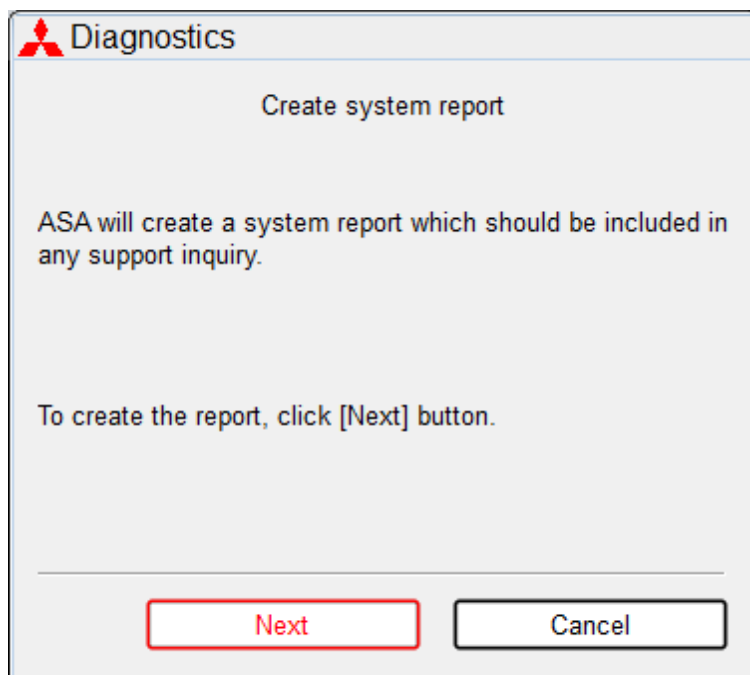 Diagnostics
Create system report
ASA will create a system report which should be included in
any support inquiry.
To create the report, click [Next] button.
Next
Cancel